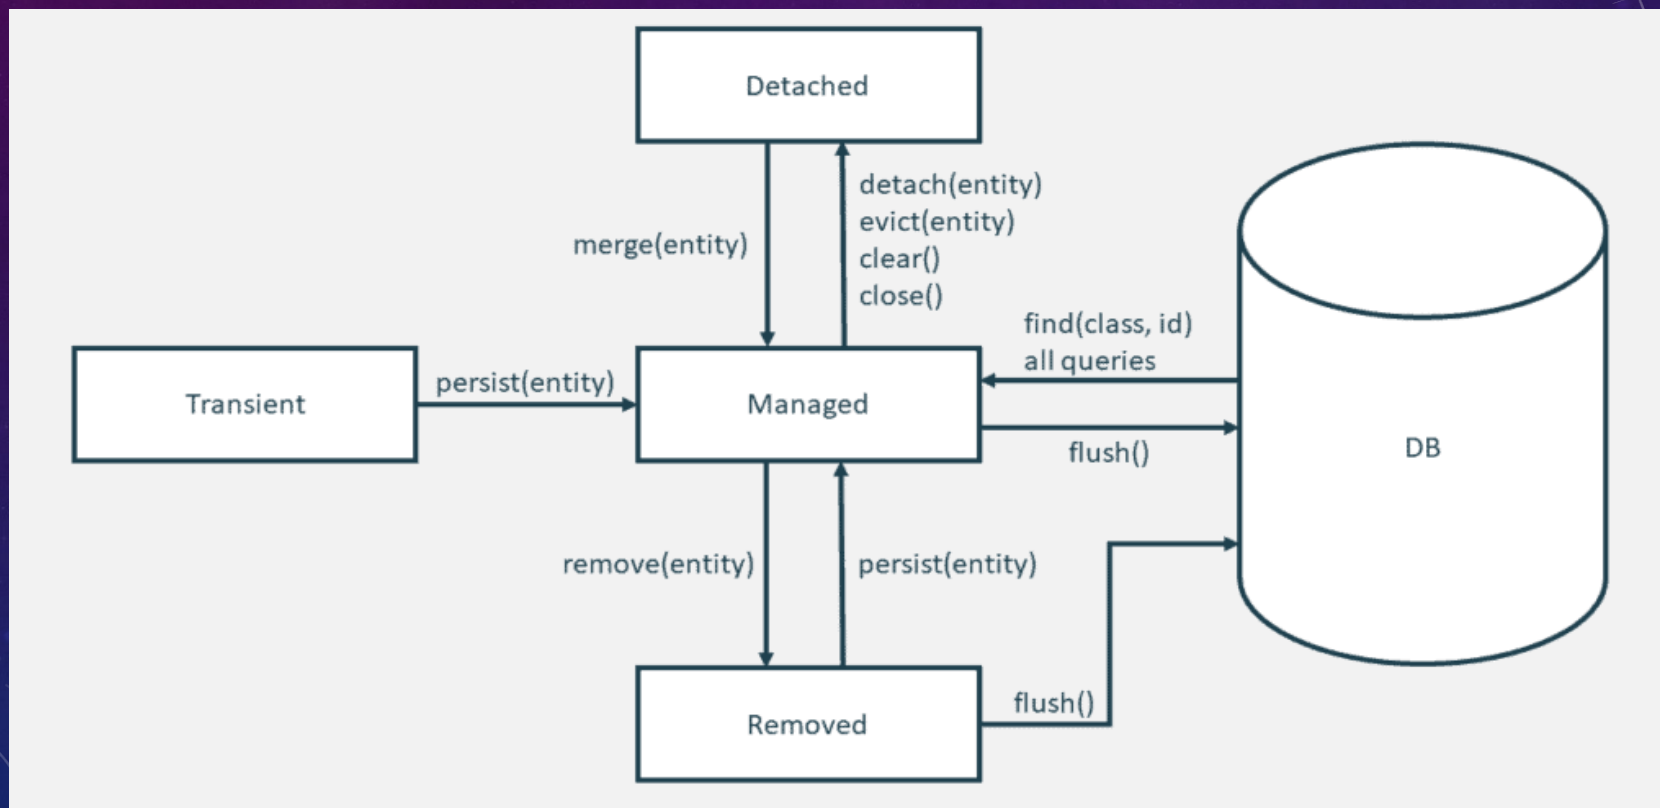 Detached
detach(entity)
evict(entity)
merge(entity)
clear()
close()
find(class, id)
all queries
Transient
persist(entity)
Managed
flush()
DB
remove(entity)
persist(entity)
Removed
flush()